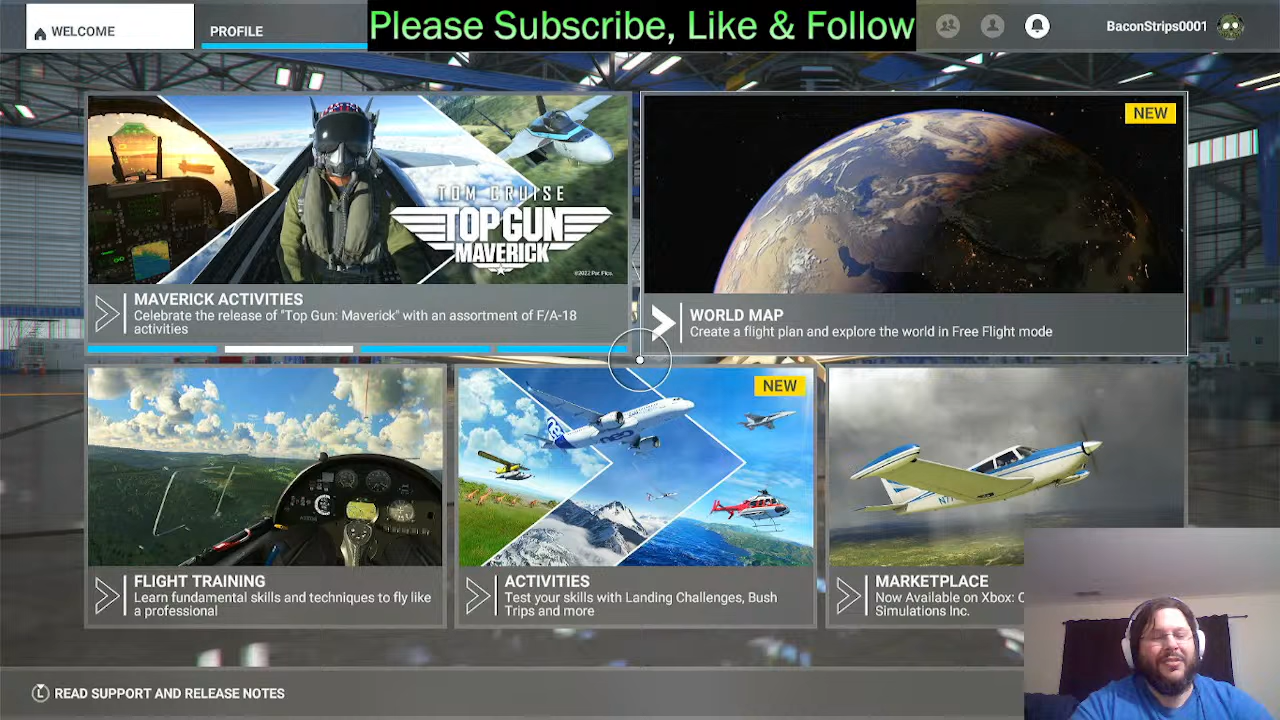 WELCOME
PROFILE
Please Subscribe, Like & Follow
BaconStrips0001
TOM CRUISE
TOPGUN
MAVERICK
MAVERICK ACTIVITIES
Celebrate the release of "Top Gun: Maverick" with an assortment of F/A-18
activities
NEW
WORLD MAP
Create a flight plan and explore the world in Free Flight mode
FLIGHT TRAINING
Learn fundamental skills and techniques to fly like
a professional
NEW
ACTIVITIES
Test your skills with Landing Challenges, Bush
Trips and more
MARKETPLACE
Now Available on Xbox: 
Simulations Inc.
READ SUPPORT AND RELEASE NOTES